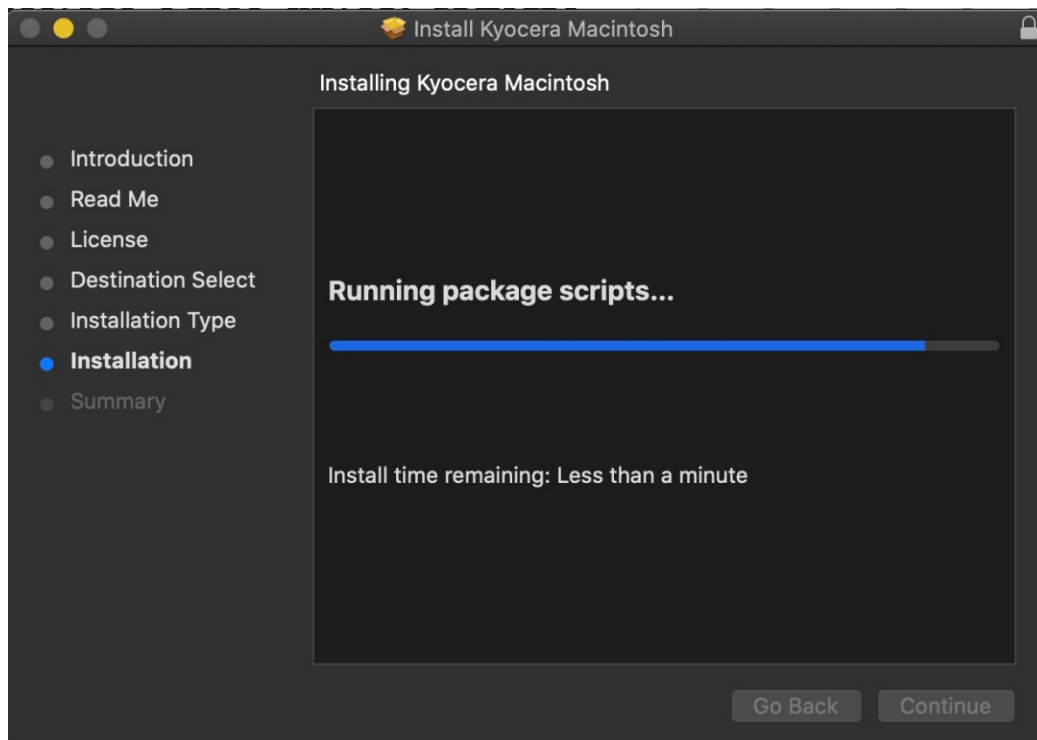 Install Kyocera Macintosh
Installing Kyocera Macintosh
Introduction
Read Me
License
Destination Select
Installation Type
Installation
Summary
Running package scripts...
Install time remaining: Less than a minute
Go Back
Continue